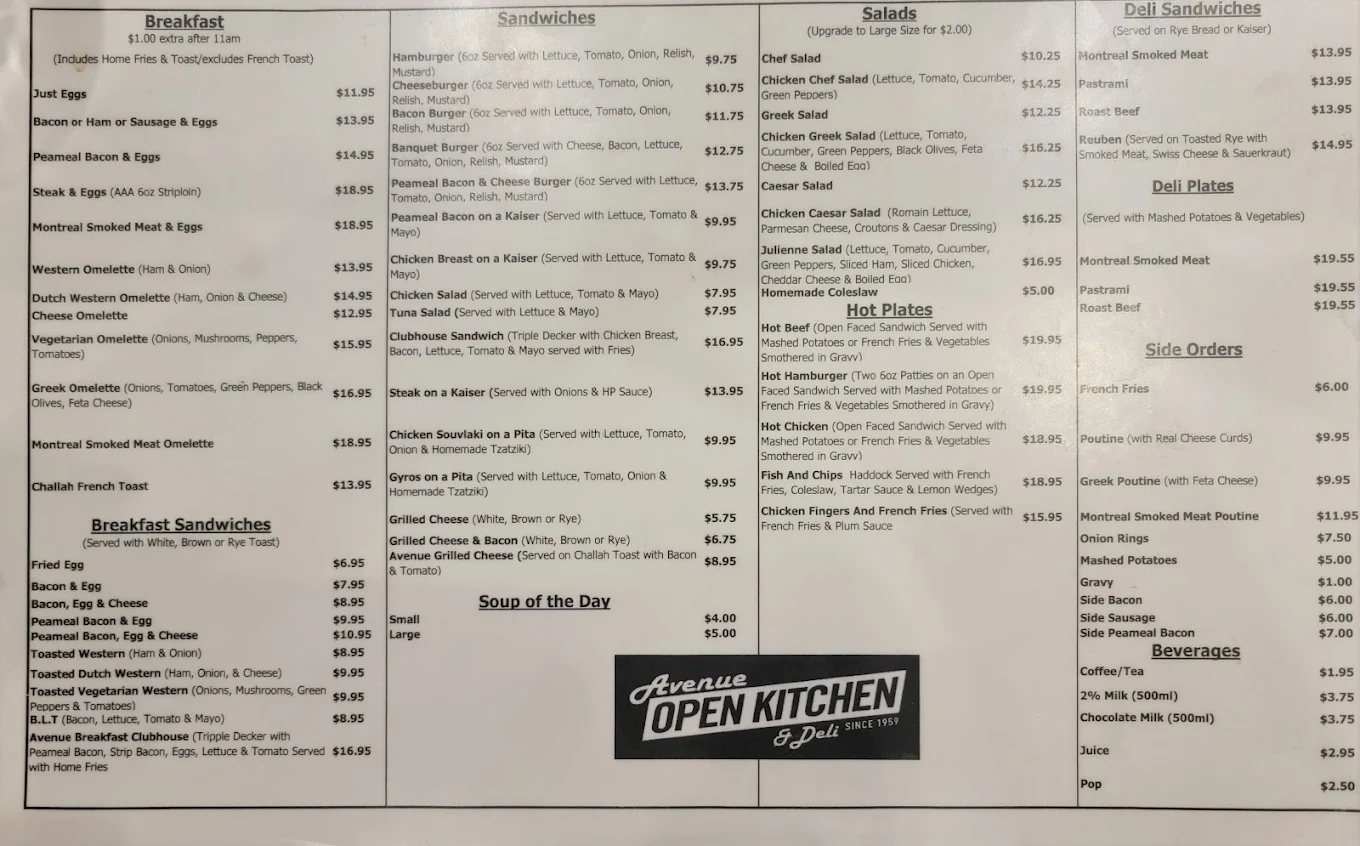 Breakfast
$1.00 extra after 11am
(Includes Home Fries & Toast/excludes French Toast)
Just Eggs $11.95
Bacon or Ham or Sausage & Eggs $13.95
Peameal Bacon & Eggs $14.95
Steak & Eggs (AAA 6oz Striploin) $18.95
Montreal Smoked Meat & Eggs $18.95
Western Omelette (Ham & Onion) $13.95
Dutch Western Omelette (Ham, Onion & Cheese) $14.95
Cheese Omelette $12.95
Vegetarian Omelette (Onions, Mushrooms, Peppers, $15.95
Tomatoes)
Greek Omelette (Onions, Tomatoes, Green Peppers, Black $16.95
Olives, Feta Cheese)
Montreal Smoked Meat Omelette $18.95
Challah French Toast $13.95
Breakfast Sandwiches
(Served with White, Brown or Rye Toast)
Fried Egg $6.95
Bacon & Egg $7.95
Bacon, Egg & Cheese $8.95
Peameal Bacon & Egg $9.95
Peameal Bacon, Egg & Cheese $10.95
Toasted Western (Ham & Onion) $8.95
Toasted Dutch Western (Ham, Onion, & Cheese) $9.95
Toasted Vegetarian Western (Onions, Mushrooms, Green $9.95
Peppers & Tomatoes)
B.L.T (Bacon, Lettuce, Tomato & Mayo) $8.95
Avenue Breakfast Clubhouse (Tripple Decker with
Peameal Bacon, Strip Bacon, Eggs, Lettuce & Tomato Served $16.95
with Home Fries
Sandwiches
Hamburger (6oz Served with Lettuce, Tomato, Onion, Relish, $9.75
Mustard)
Cheeseburger (6oz Served with Lettuce, Tomato, Onion, $10.75
Relish, Mustard)
Bacon Burger (6oz Served with Lettuce, Tomato, Onion, $11.75
Relish, Mustard)
Banquet Burger (6oz Served with Cheese, Bacon, Lettuce, $12.75
Tomato, Onion, Relish, Mustard)
Peameal Bacon & Cheese Burger (6oz Served with Lettuce, $13.75
Tomato, Onion, Relish, Mustard)
Peameal Bacon on a Kaiser (Served with Lettuce, Tomato & $9.95
Mayo)
Chicken Breast on a Kaiser (Served with Lettuce, Tomato & $9.75
Mayo)
Chicken Salad (Served with Lettuce, Tomato & Mayo) $7.95
Tuna Salad (Served with Lettuce & Mayo) $7.95
Clubhouse Sandwich (Triple Decker with Chicken Breast, $16.95
Bacon, Lettuce, Tomato & Mayo served with Fries)
Steak on a Kaiser (Served with Onions & HP Sauce) $13.95
Chicken Souvlaki on a Pita (Served with Lettuce, Tomato, $9.95
Onion & Homemade Tzatziki)
Gyros on a Pita (Served with Lettuce, Tomato, Onion & $9.95
Homemade Tzatziki)
Grilled Cheese (White, Brown or Rye) $5.75
Grilled Cheese & Bacon (White, Brown or Rye) $6.75
Avenue Grilled Cheese (Served on Challah Toast with Bacon $8.95
& Tomato)
Soup of the Day
Small $4.00
Large $5.00
Salads
(Upgrade to Large Size for $2.00)
Chef Salad $10.25
Chicken Chef Salad (Lettuce, Tomato, Cucumber, $14.25
Green Peppers)
Greek Salad $12.25
Chicken Greek Salad (Lettuce, Tomato,
Cucumber, Green Peppers, Black Olives, Feta $16.25
Cheese & Boiled Egg)
Caesar Salad $12.25
Chicken Caesar Salad (Romain Lettuce, $16.25
Parmesan Cheese, Croutons & Caesar Dressing)
Julienne Salad (Lettuce, Tomato, Cucumber,
Green Peppers, Sliced Ham, Sliced Chicken, $16.95
Cheddar Cheese & Boiled Egg)
Homemade Coleslaw $5.00
Hot Plates
Hot Beef (Open Faced Sandwich Served with
Mashed Potatoes or French Fries & Vegetables $19.95
Smothered in Gravy)
Hot Hamburger (Two 6oz Patties on an Open
Faced Sandwich Served with Mashed Potatoes or $19.95
French Fries & Vegetables Smothered in Gravy)
Hot Chicken (Open Faced Sandwich Served with
Mashed Potatoes or French Fries & Vegetables $18.95
Smothered in Gravy)
Fish And Chips Haddock Served with French $18.95
Fries, Coleslaw, Tartar Sauce & Lemon Wedges)
Chicken Fingers And French Fries (Served with $15.95
French Fries & Plum Sauce
Deli Sandwiches
(Served on Rye Bread or Kaiser)
Montreal Smoked Meat $13.95
Pastrami $13.95
Roast Beef $13.95
Reuben (Served on Toasted Rye with $14.95
Smoked Meat, Swiss Cheese & Sauerkraut)
Deli Plates
(Served with Mashed Potatoes & Vegetables)
Montreal Smoked Meat $19.55
Pastrami $19.55
Roast Beef $19.55
Side Orders
French Fries $6.00
Poutine (with Real Cheese Curds) $9.95
Greek Poutine (with Feta Cheese) $9.95
Montreal Smoked Meat Poutine $11.95
Onion Rings $7.50
Mashed Potatoes $5.00
Gravy $1.00
Side Bacon $6.00
Side Sausage $6.00
Side Peameal Bacon $7.00
Beverages
Coffee/Tea $1.95
2% Milk (500ml) $3.75
Chocolate Milk (500ml) $3.75
Juice $2.95
Pop $2.50
Avenue
OPEN KITCHEN
& Deli SINCE 1959